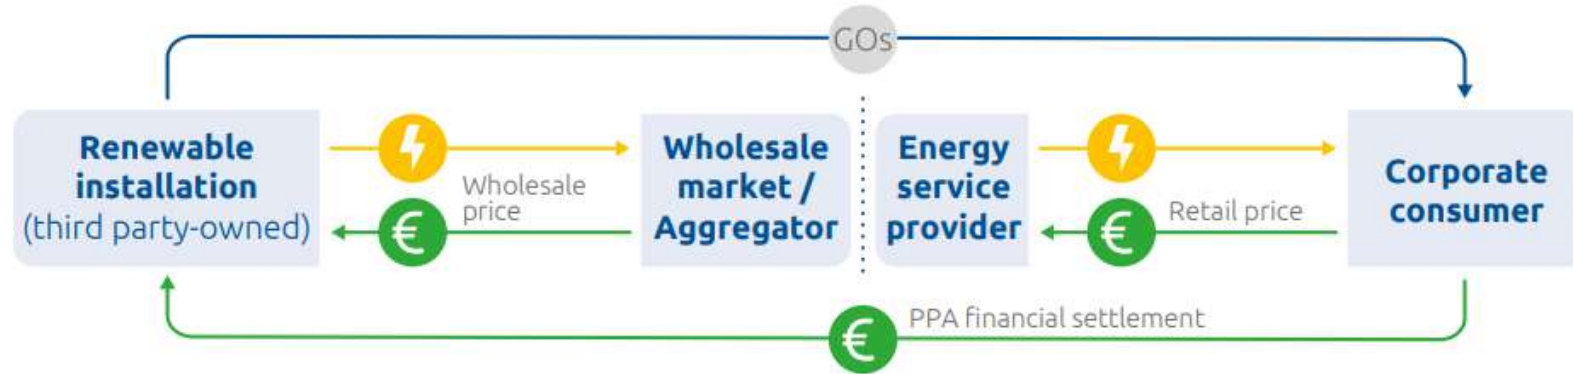 GOs
Renewable
installation
(third party-owned)
Wholesale
price
€
Wholesale
market /
Aggregator
Energy
service
provider
Retail price
€
Corporate
consumer
PPA financial settlement
€